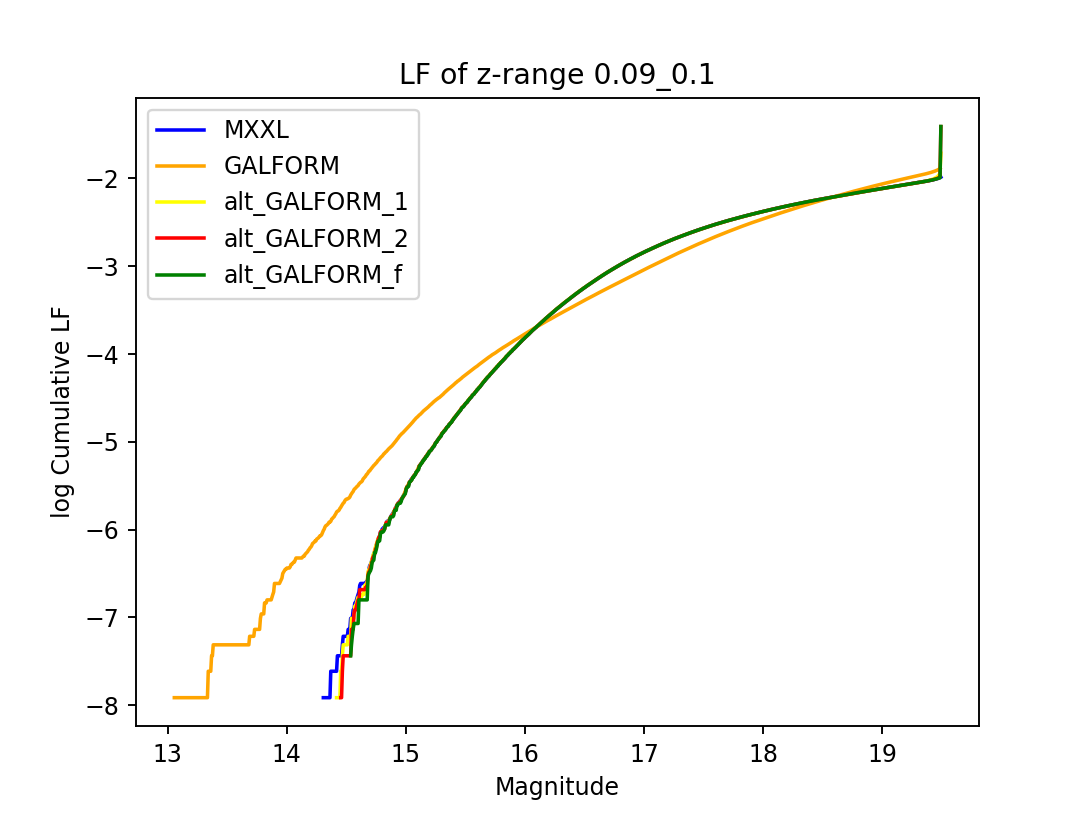 LF of z-range 0.09_0.1
MXXL
GALFORM
alt_GALFORM_1
alt_GALFORM_2
alt_GALFORM_f
log Cumulative LF
−2
−3
−4
−5
−6
−7
−8
13 14 15 16 17 18 19
Magnitude